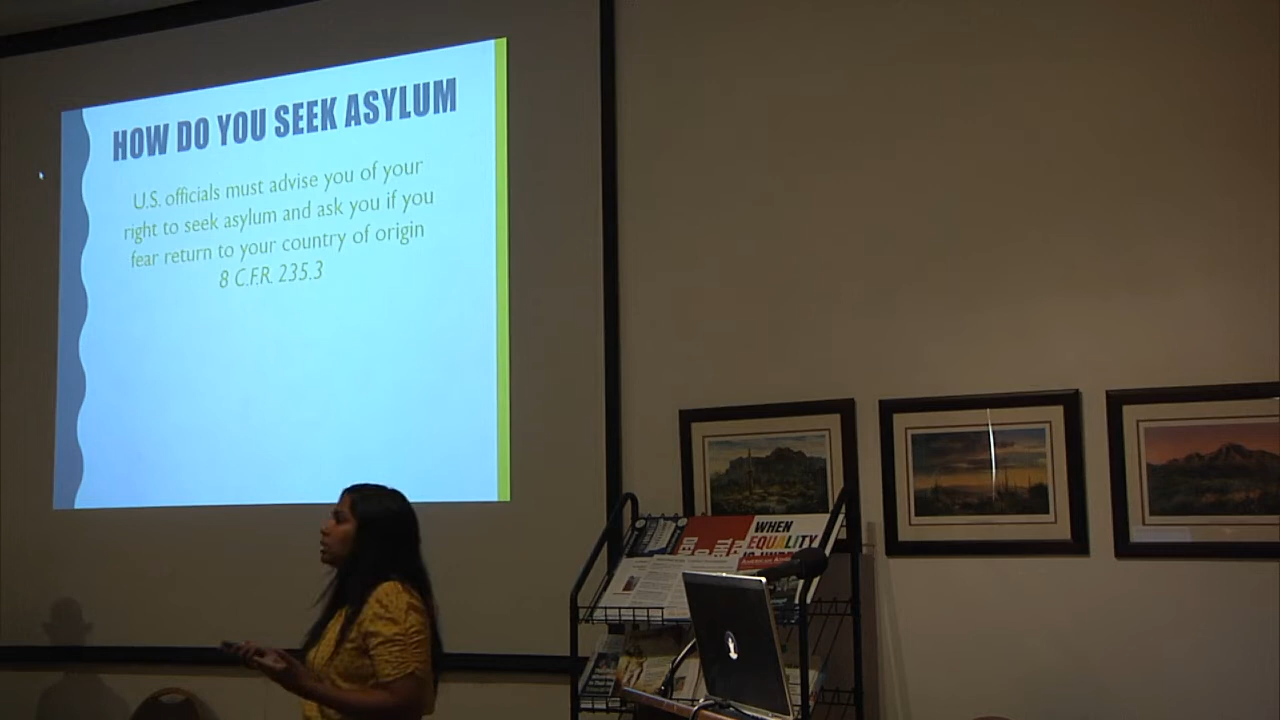 HOW DO YOU SEEK ASYLUM
U.S. officials must advise you of your
right to seek asylum and ask you if you
fear return to your country of origin
8 C.F.R. 235.3
WHEN
EQUALITY